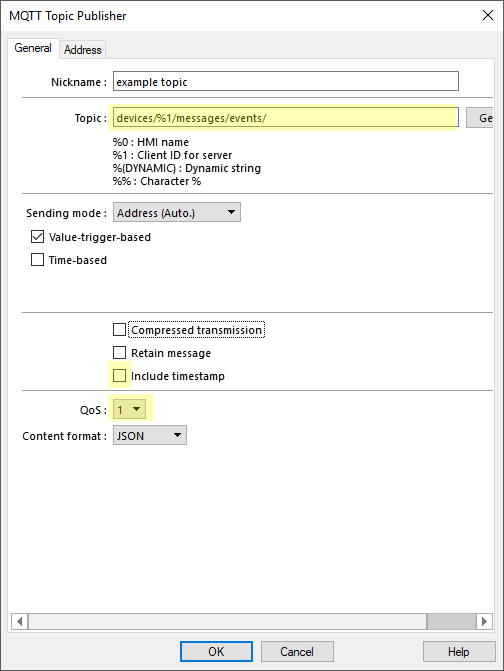 MQTT Topic Publisher
General Address
Nickname : example topic
Topic : devices/%1/messages/events/ Ge
%0 : HMI name
%1 : Client ID for server
%(DYNAMIC) : Dynamic string
%% : Character %
Sending mode : Address (Auto.)
Value-trigger-based
Time-based
Compressed transmission
Retain message
Include timestamp
QoS : 1
Content format : JSON
OK Cancel Help